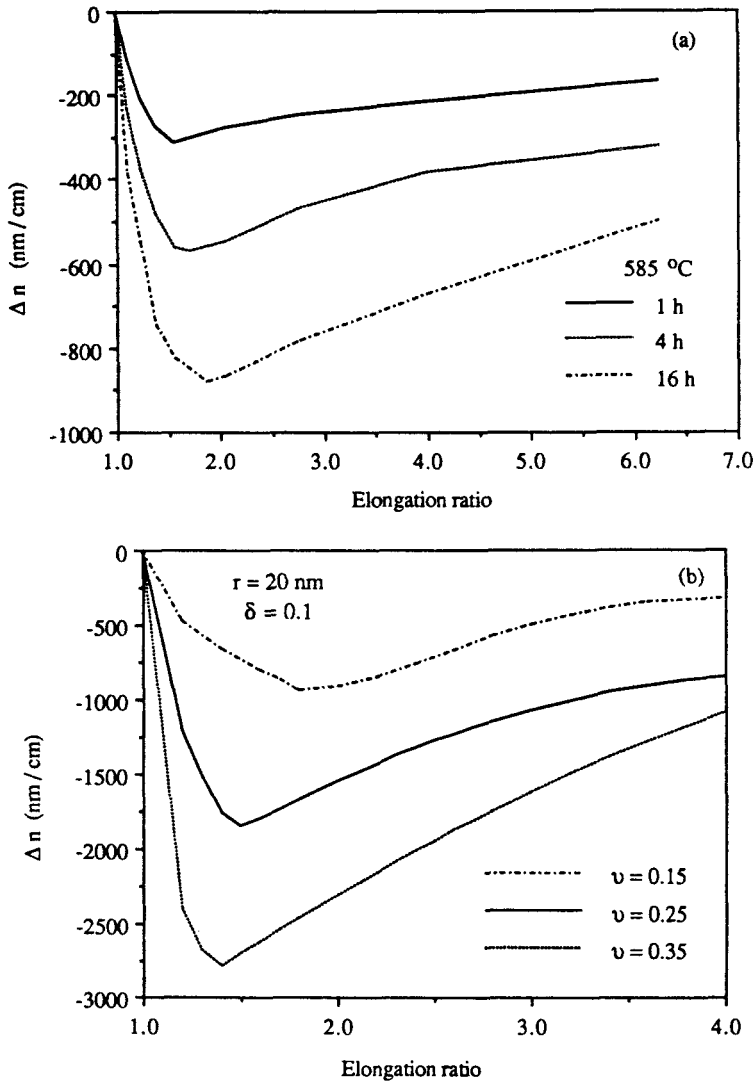 0
-200
-400
-600
-800
-1000
Δ n (nm / cm)
(a)
585 °C
1 h
4 h
16 h
1.0 2.0 3.0 4.0 5.0 6.0 7.0
Elongation ratio
0
-500
-1000
-1500
-2000
-2500
-3000
Δ n (nm / cm)
r = 20 nm
δ = 0.1
(b)
υ = 0.15
υ = 0.25
υ = 0.35
1.0 2.0 3.0 4.0
Elongation ratio